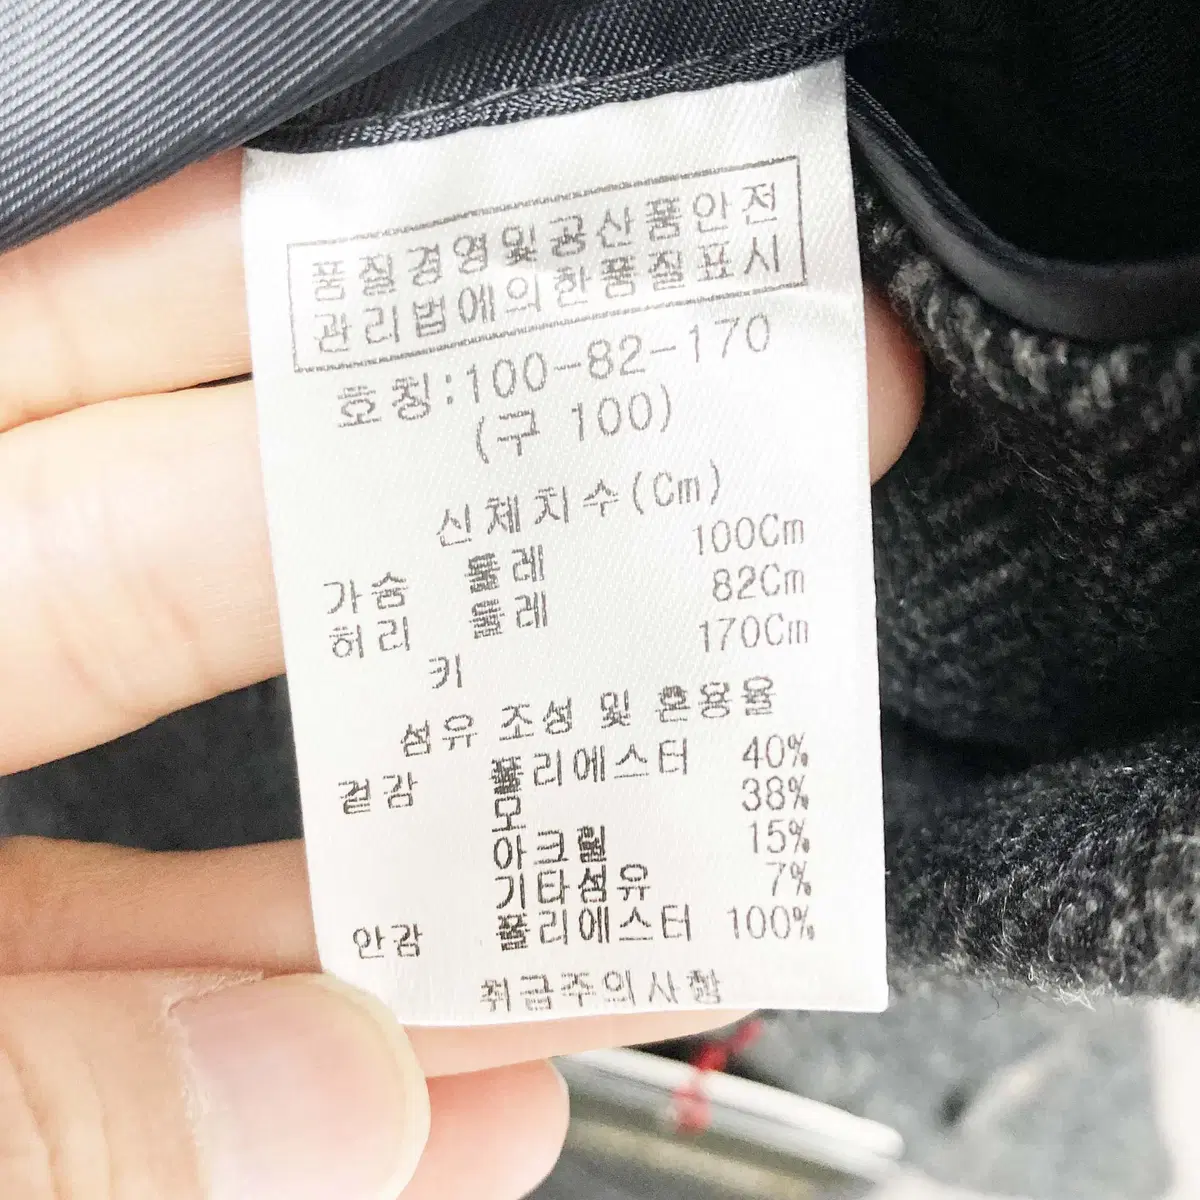 품질경영및공산품안전
관리법에의한품질표시
호칭:100-82-170
(구 100)
신체치수(Cm)
가슴 둘레 100Cm
허리 둘레 82Cm
키 170Cm
섬유 조성 및 혼용율
겉감 폴리에스터 40%
모 38%
아크릴 15%
기타섬유 7%
안감 폴리에스터 100%
취급주의사항